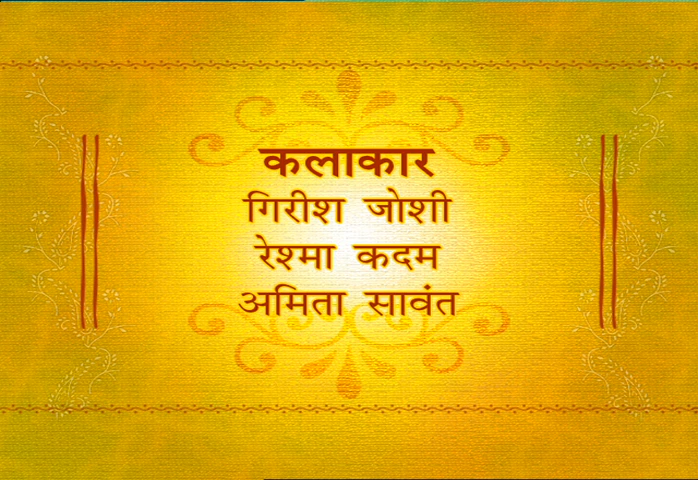 कलाकार
गिरीश जोशी
रेश्मा कदम
अमिता सावंत